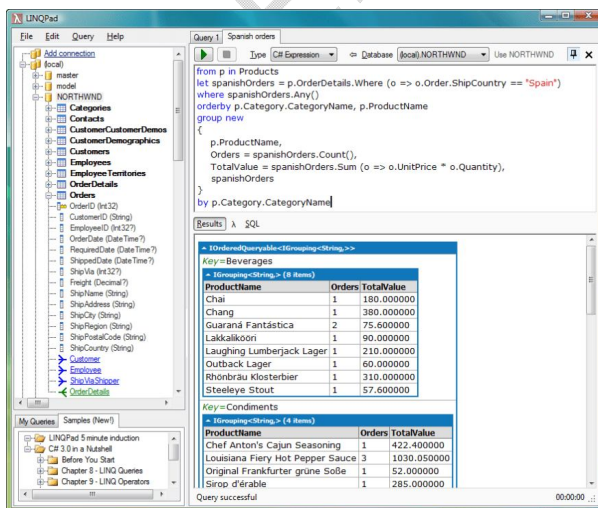 LINQPad
File Edit Query Help
Add connection
(local)
master
model
NORTHWND
Categories
Contacts
CustomerCustomerDemos
CustomerDemographics
Customers
Employees
EmployeeTerritories
OrderDetails
Orders
OrderID (Int32)
CustomerID (String)
EmployeeID (Int32?)
OrderDate (DateTime?)
RequiredDate (DateTime?)
ShippedDate (DateTime?)
ShipVia (Int32?)
Freight (Decimal?)
ShipName (String)
ShipAddress (String)
ShipCity (String)
ShipRegion (String)
ShipPostalCode (String)
ShipCountry (String)
Customer
Employee
ShipViaShipper
OrderDetails
My Queries Samples (New!)
LINQPad 5 minute induction
C# 3.0 in a Nutshell
Before You Start
Chapter 8 - LINQ Queries
Chapter 9 - LINQ Operators
Query 1 Spanish orders
Type C# Expression Database (local).NORTHWND Use NORTHWND
from p in Products
let spanishOrders = p.OrderDetails.Where (o => o.Order.ShipCountry == "Spain")
where spanishOrders.Any()
orderby p.Category.CategoryName, p.ProductName
group new
{
p.ProductName,
Orders = spanishOrders.Count(),
TotalValue = spanishOrders.Sum (o => o.UnitPrice * o.Quantity),
spanishOrders
}
by p.Category.CategoryName
Results λ SQL
IOrderedQueryable<IGrouping<String,>>
Key=Beverages
IGrouping<String,> (8 items)
ProductName Orders TotalValue
Chai 1 180.000000
Chang 1 380.000000
Guaraná Fantástica 2 75.600000
Lakkalikööri 1 90.000000
Laughing Lumberjack Lager 1 210.000000
Outback Lager 1 60.000000
Rhönbräu Klosterbier 1 310.000000
Steeleye Stout 1 57.600000
Key=Condiments
IGrouping<String,> (4 items)
ProductName Orders TotalValue
Chef Anton's Cajun Seasoning 1 422.400000
Louisiana Fiery Hot Pepper Sauce 3 1030.050000
Original Frankfurter grüne Soße 1 52.000000
Sirop d'érable 1 285.000000
Query successful 00:00:00